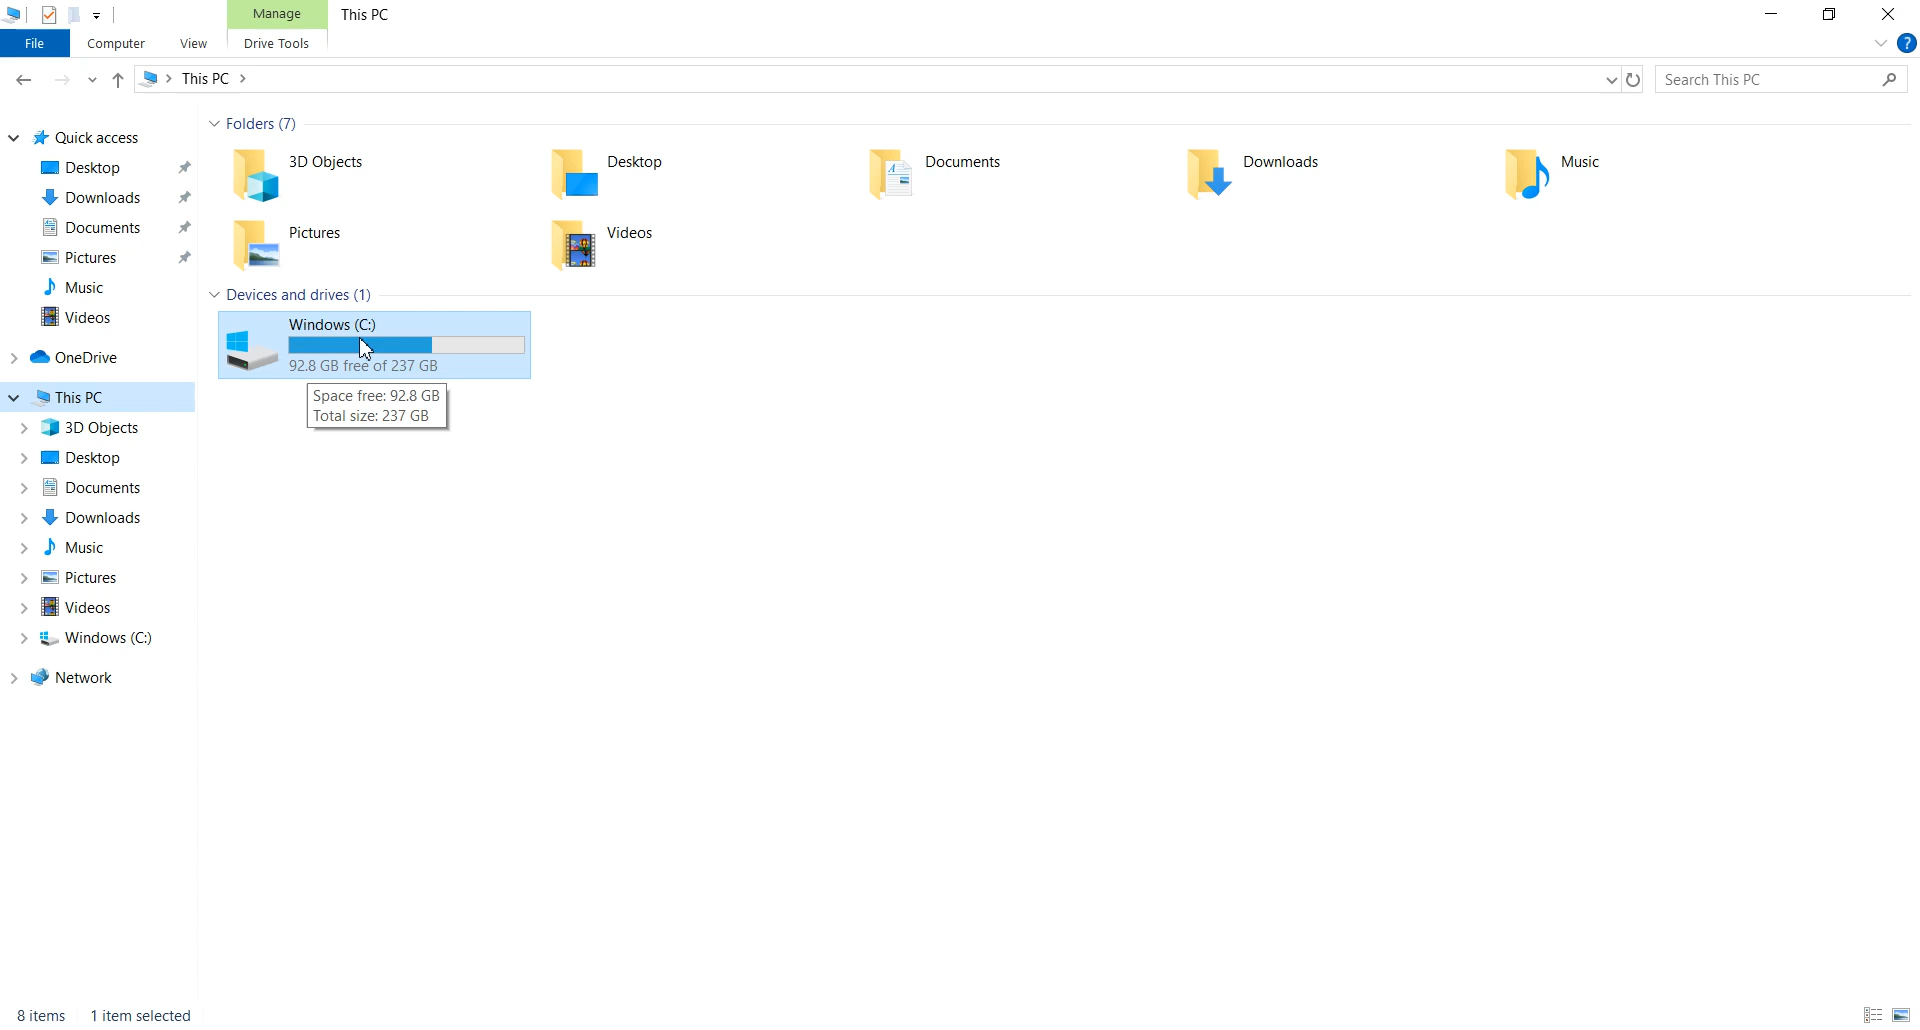 Manage
This PC
File
Computer
View
Drive Tools
This PC
Search This PC
Quick access
Desktop
Downloads
Documents
Pictures
Music
Videos
OneDrive
This PC
3D Objects
Desktop
Documents
Downloads
Music
Pictures
Videos
Windows (C:)
Network
Folders (7)
3D Objects
Desktop
Documents
Downloads
Music
Pictures
Videos
Devices and drives (1)
Windows (C:)
92.8 GB free of 237 GB
Space free: 92.8 GB
Total size: 237 GB
8 items
1 item selected